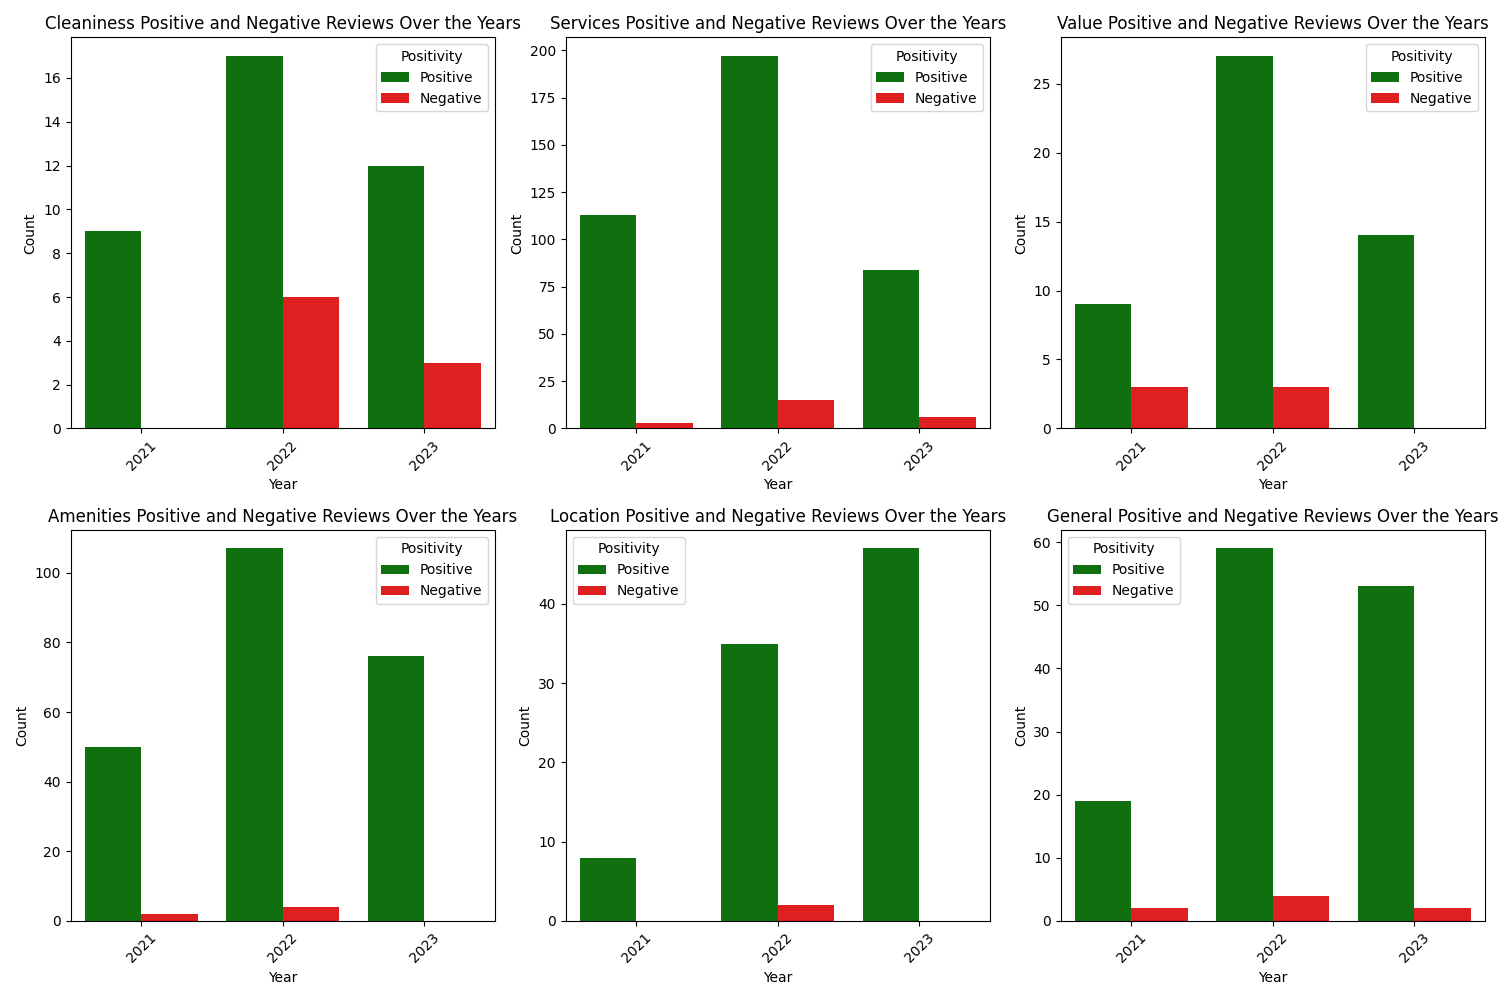 Cleaniness Positive and Negative Reviews Over the Years
Positivity
Positive
Negative
16
14
12
10
8
6
4
2
0
Count
2021
2022
2023
Year
Services Positive and Negative Reviews Over the Years
Positivity
Positive
Negative
200
175
150
125
100
75
50
25
0
Count
2021
2022
2023
Year
Value Positive and Negative Reviews Over the Years
Positivity
Positive
Negative
25
20
15
10
5
0
Count
2021
2022
2023
Year
Amenities Positive and Negative Reviews Over the Years
Positivity
Positive
Negative
100
80
60
40
20
0
Count
2021
2022
2023
Year
Location Positive and Negative Reviews Over the Years
Positivity
Positive
Negative
40
30
20
10
0
Count
2021
2022
2023
Year
General Positive and Negative Reviews Over the Years
Positivity
Positive
Negative
60
50
40
30
20
10
0
Count
2021
2022
2023
Year